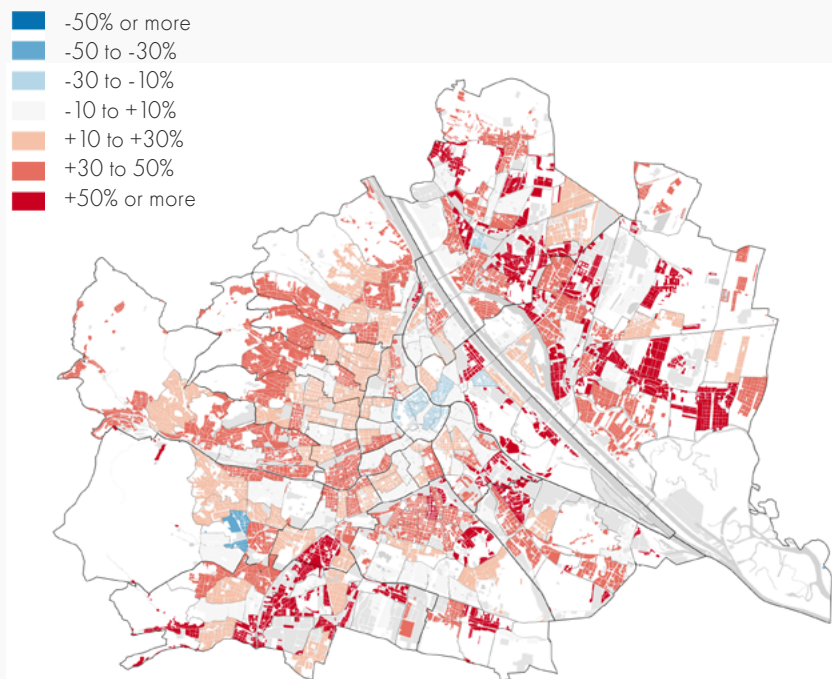 -50% or more
-50 to -30%
-30 to -10%
-10 to +10%
+10 to +30%
+30 to 50%
+50% or more